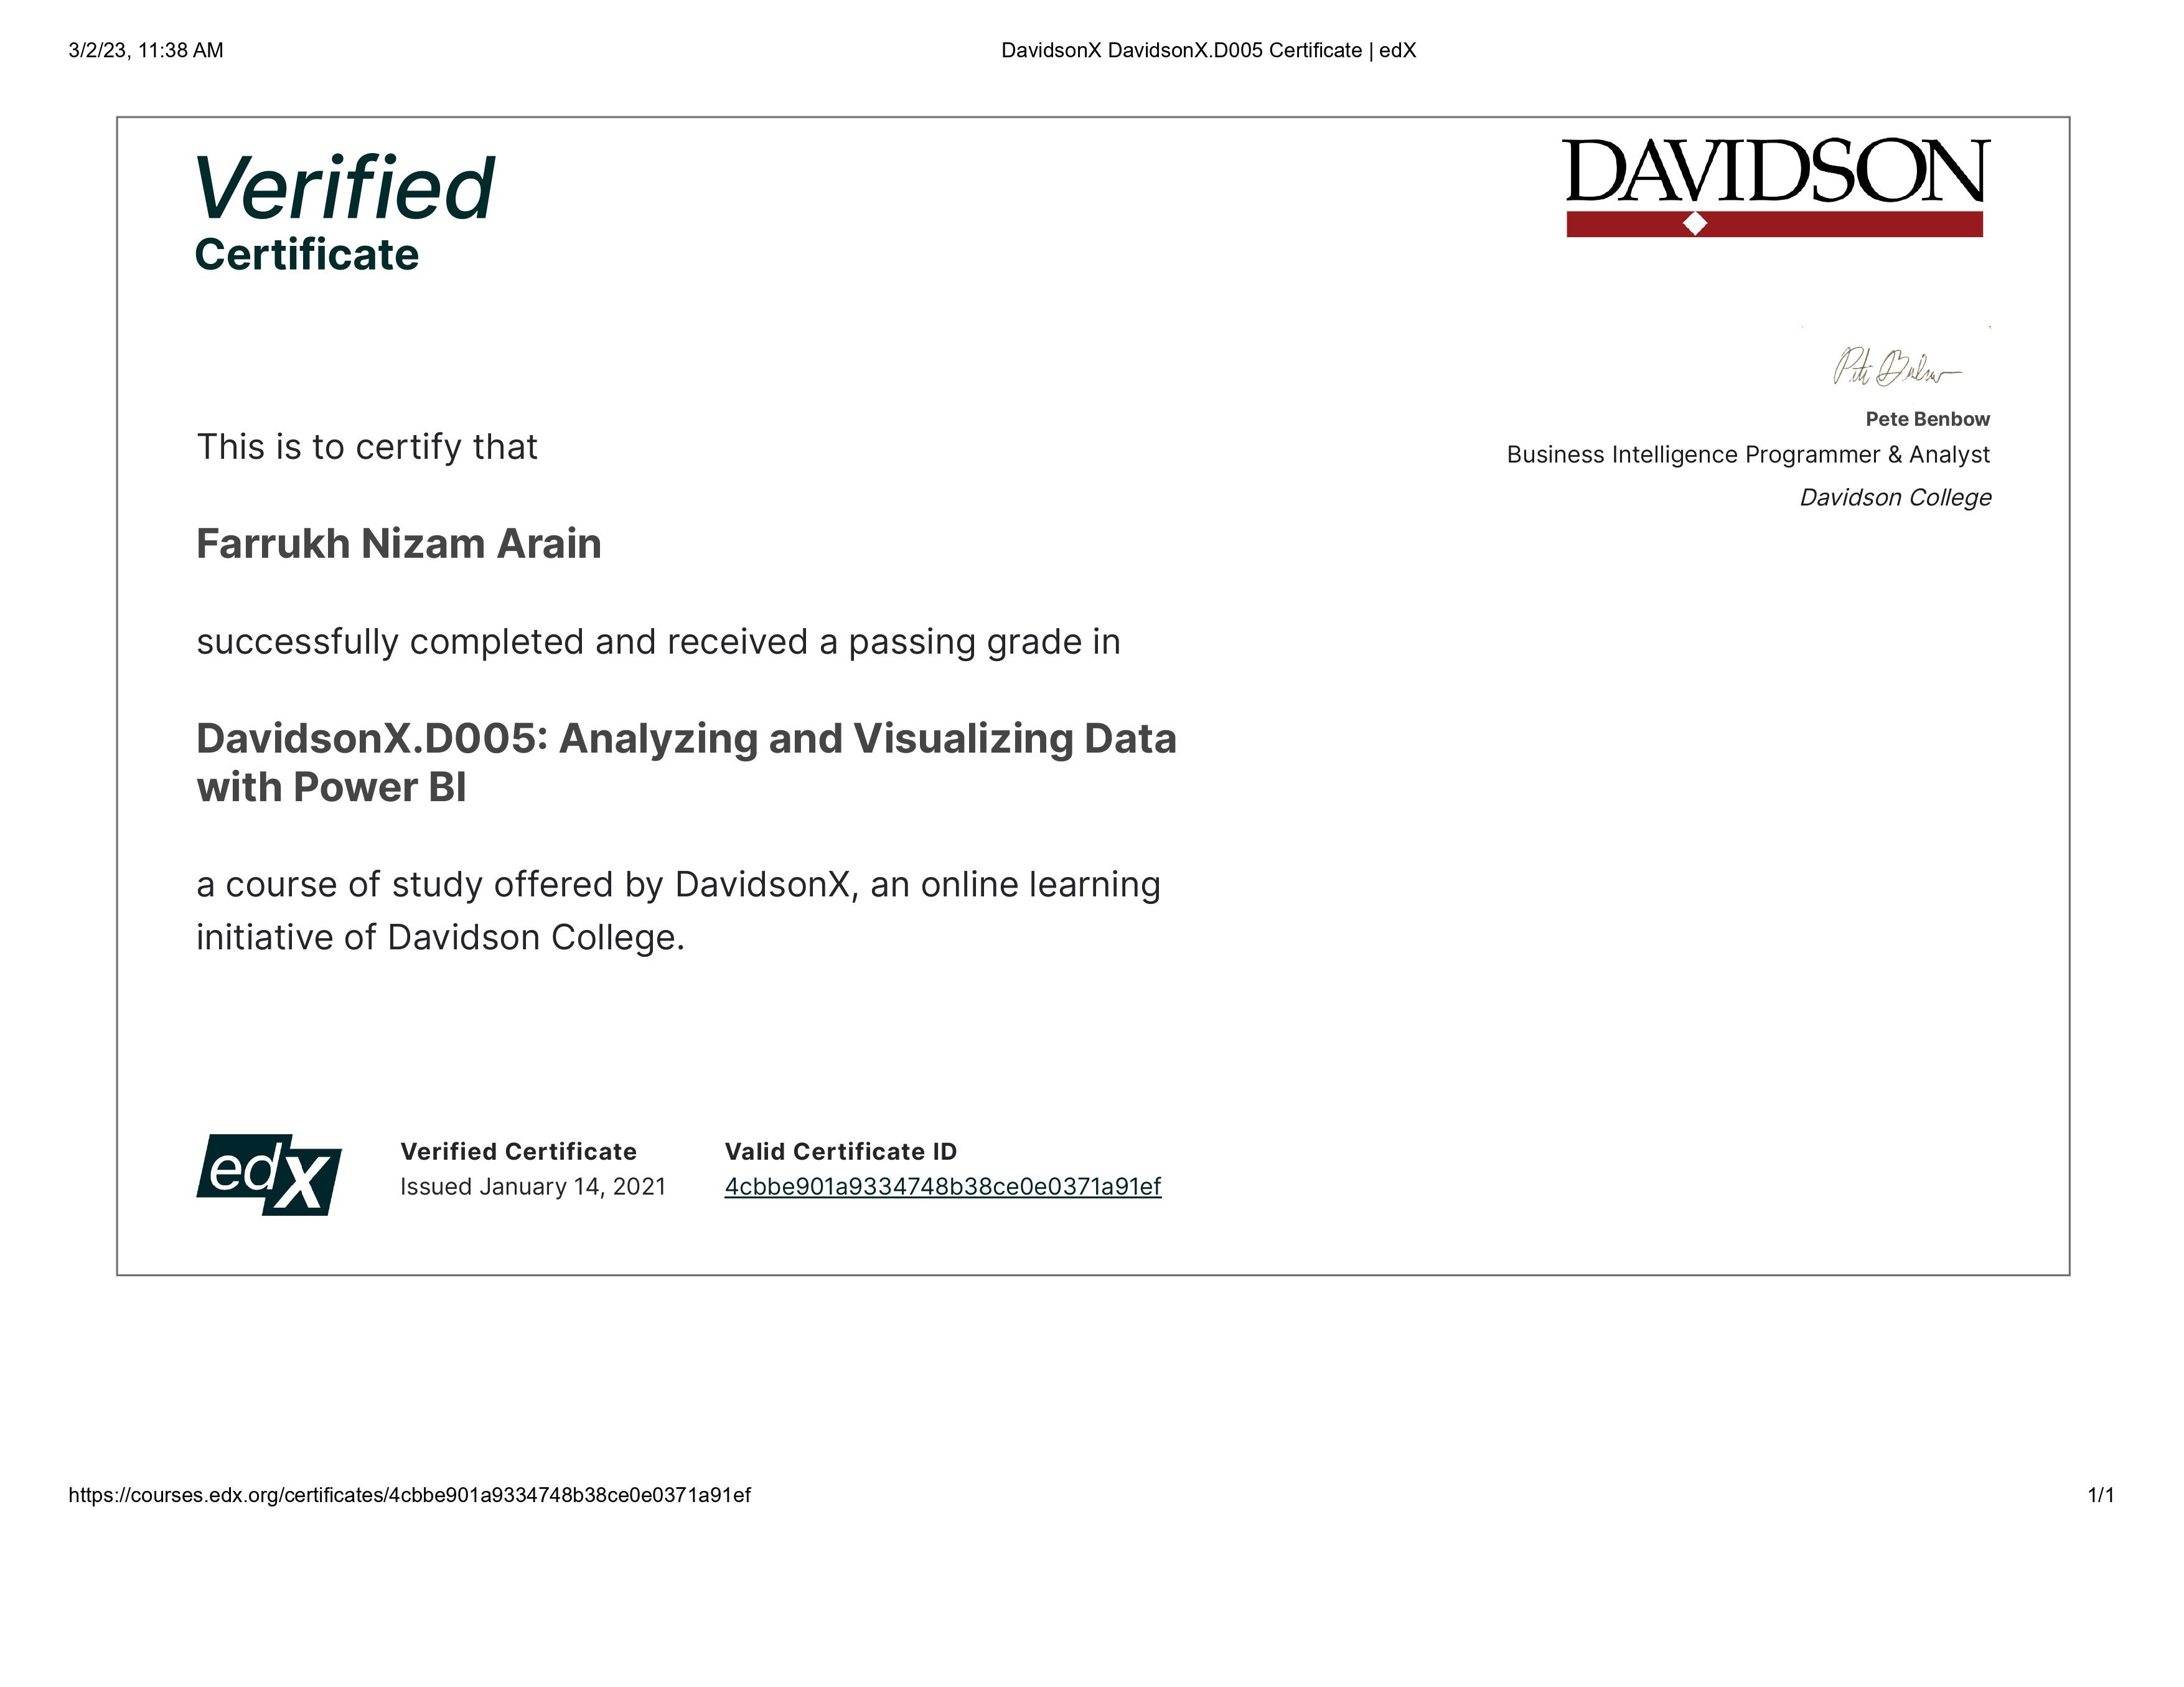 3/2/23, 11:38 AM
DavidsonX DavidsonX.D005 Certificate | edX
Verified
Certificate
DAVIDSON
Pete Benbow
Business Intelligence Programmer & Analyst
Davidson College
This is to certify that
Farrukh Nizam Arain
successfully completed and received a passing grade in
DavidsonX.D005: Analyzing and Visualizing Data
with Power BI
a course of study offered by DavidsonX, an online learning
initiative of Davidson College.
edX
Verified Certificate
Issued January 14, 2021
Valid Certificate ID
4cbbe901a9334748b38ce0e0371a91ef
https://courses.edx.org/certificates/4cbbe901a9334748b38ce0e0371a91ef
1/1